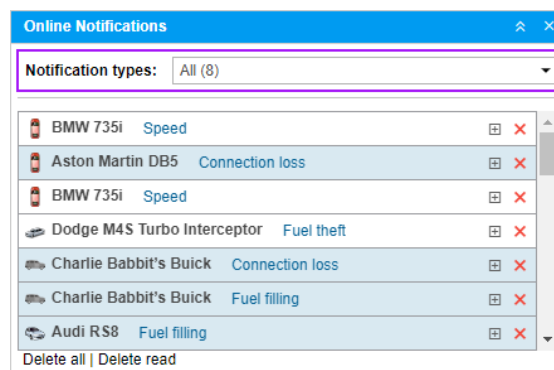 Online Notifications
Notification types: All (8)
BMW 735i Speed
Aston Martin DB5 Connection loss
BMW 735i Speed
Dodge M4S Turbo Interceptor Fuel theft
Charlie Babbit's Buick Connection loss
Charlie Babbit's Buick Fuel filling
Audi RS8 Fuel filling
Delete all | Delete read